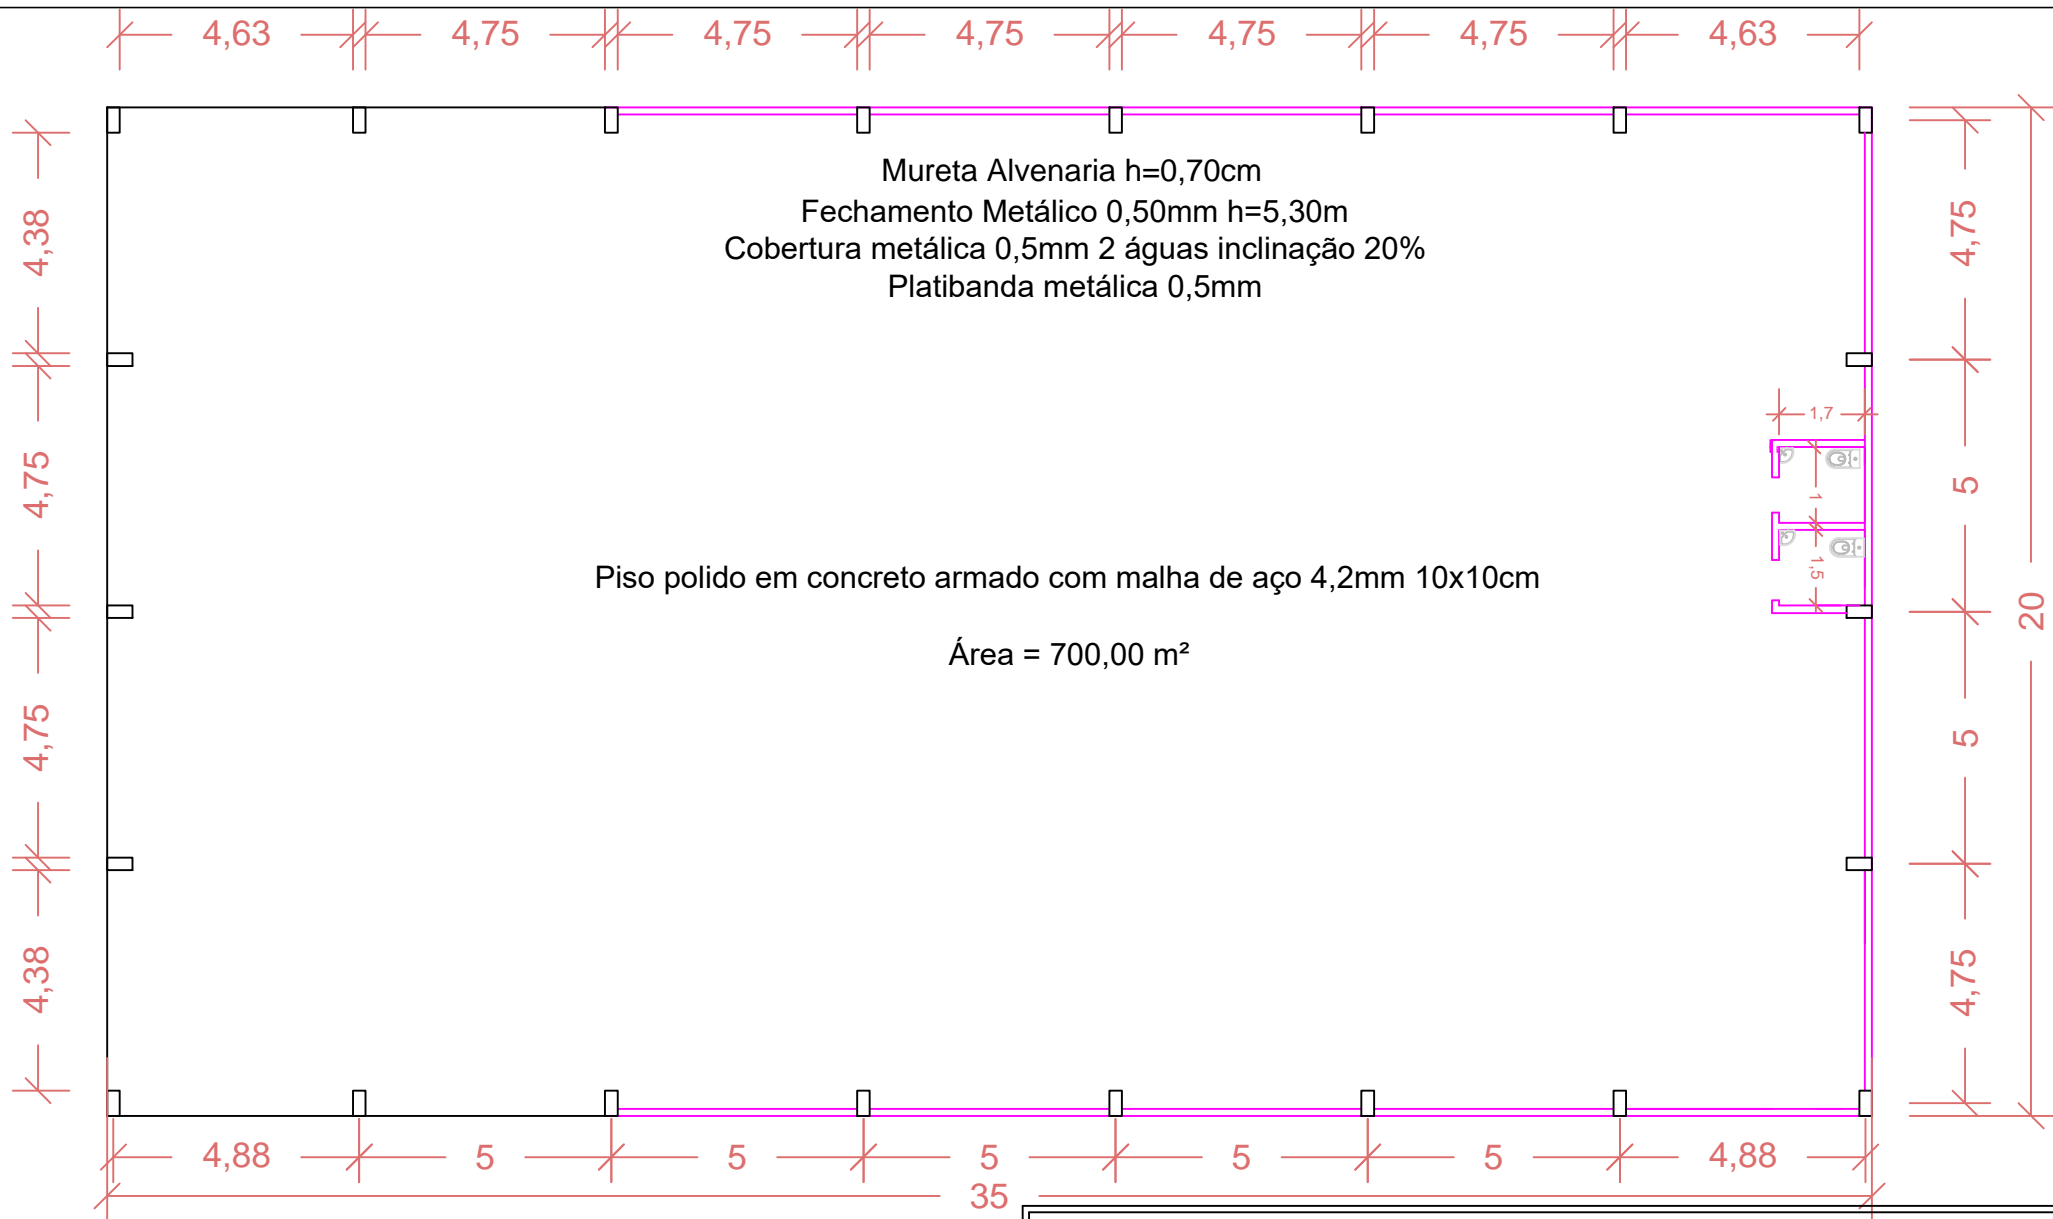 4,63 4,75 4,75 4,75 4,75 4,75 4,63
Mureta Alvenaria h=0,70cm
Fechamento Metálico 0,50mm h=5,30m
Cobertura metálica 0,5mm 2 águas inclinação 20%
Platibanda metálica 0,5mm
4,38
4,75
4,75
4,38
4,75
5
5
4,75
20
1,7
1
1,5
Piso polido em concreto armado com malha de aço 4,2mm 10x10cm
Área = 700,00 m²
4,88 5 5 5 5 5 4,88
35